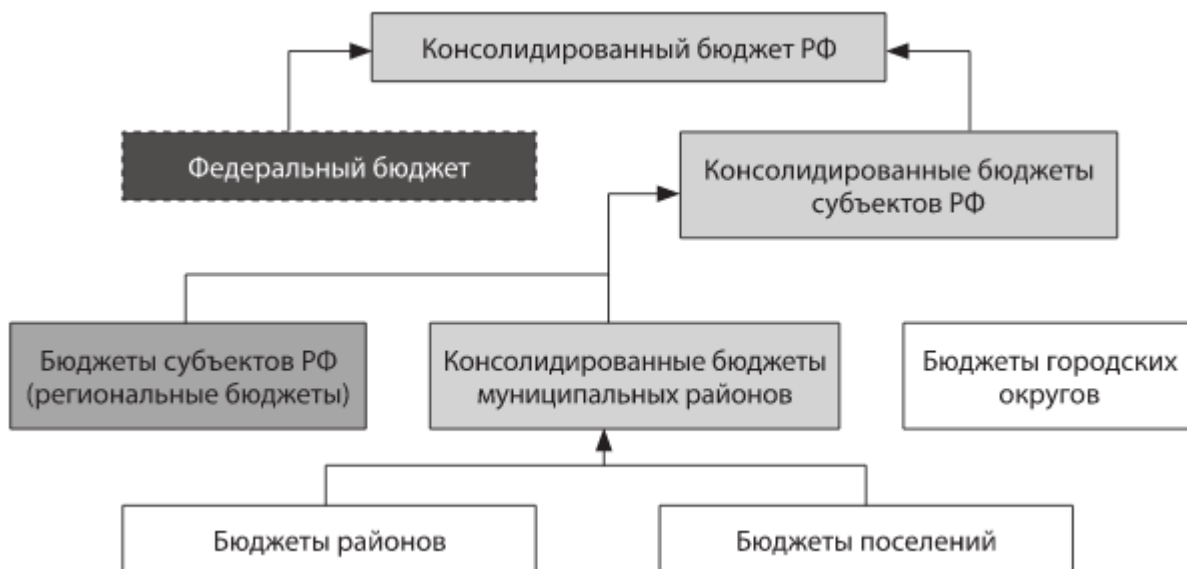 Консолидированный бюджет РФ
Федеральный бюджет
Консолидированные бюджеты
субъектов РФ
Бюджеты субъектов РФ
(региональные бюджеты)
Консолидированные бюджеты
муниципальных районов
Бюджеты городских
округов
Бюджеты районов
Бюджеты поселений